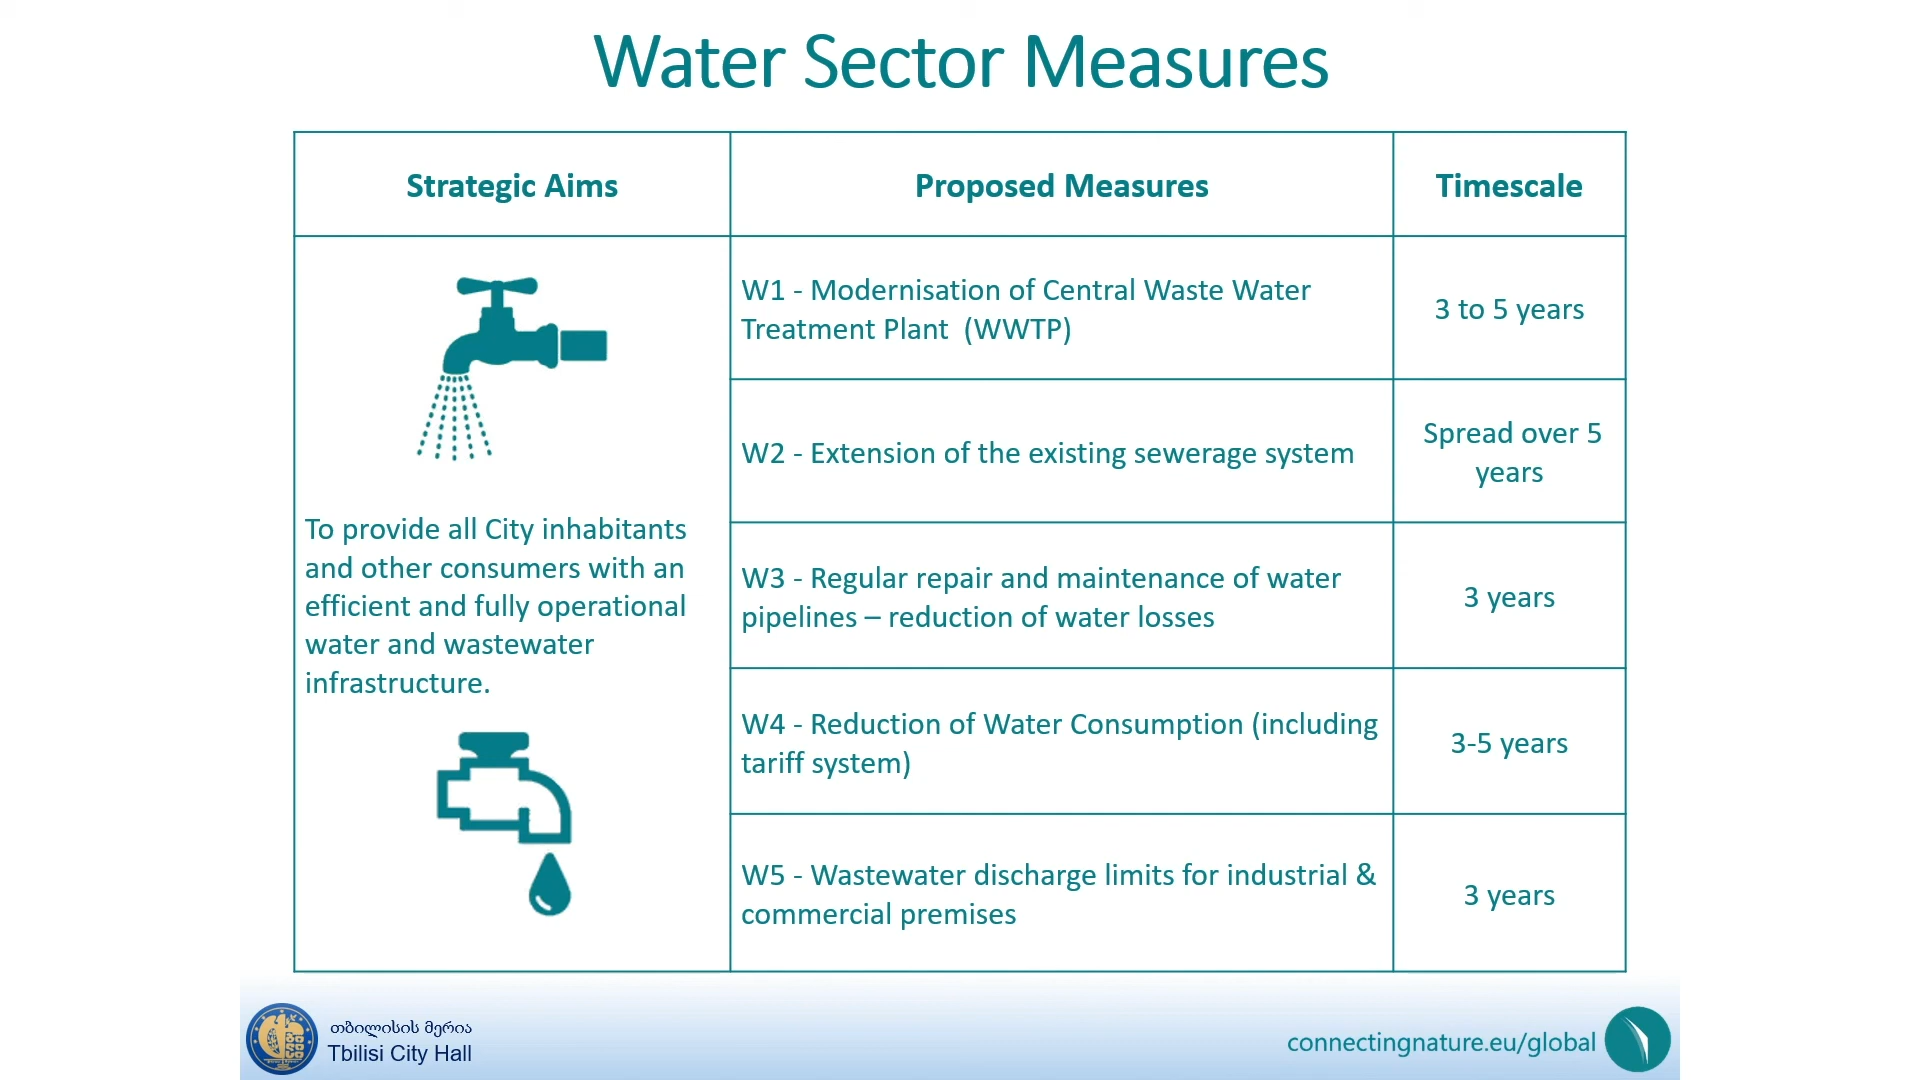 Water Sector Measures
Strategic Aims
Proposed Measures
Timescale
To provide all City inhabitants
and other consumers with an
efficient and fully operational
water and wastewater
infrastructure.
W1 - Modernisation of Central Waste Water
Treatment Plant  (WWTP)
3 to 5 years
W2 - Extension of the existing sewerage system
Spread over 5
years
W3 - Regular repair and maintenance of water
pipelines – reduction of water losses
3 years
W4 - Reduction of Water Consumption (including
tariff system)
3-5 years
W5 - Wastewater discharge limits for industrial &
commercial premises
3 years
თბილისის მერია
Tbilisi City Hall
connectingnature.eu/global